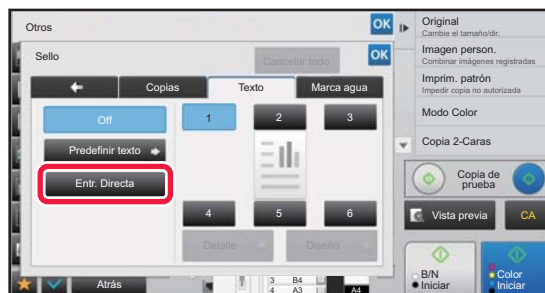 Otros
OK
Sello
Cancelar todo
OK
Copias
Texto
Marca agua
Off
Predefinir texto
Entr. Directa
1
2
3
4
5
6
Detalle
Diseño
Atrás
3 B4
4 A3
A4
Original
Cambie el tamaño/dir.
Imagen person.
Combinar imágenes registradas
Imprim. patrón
Impedir copia no autorizada
Modo Color
Copia 2-Caras
Copia de
prueba
Vista previa
CA
B/N
Iniciar
Color
Iniciar